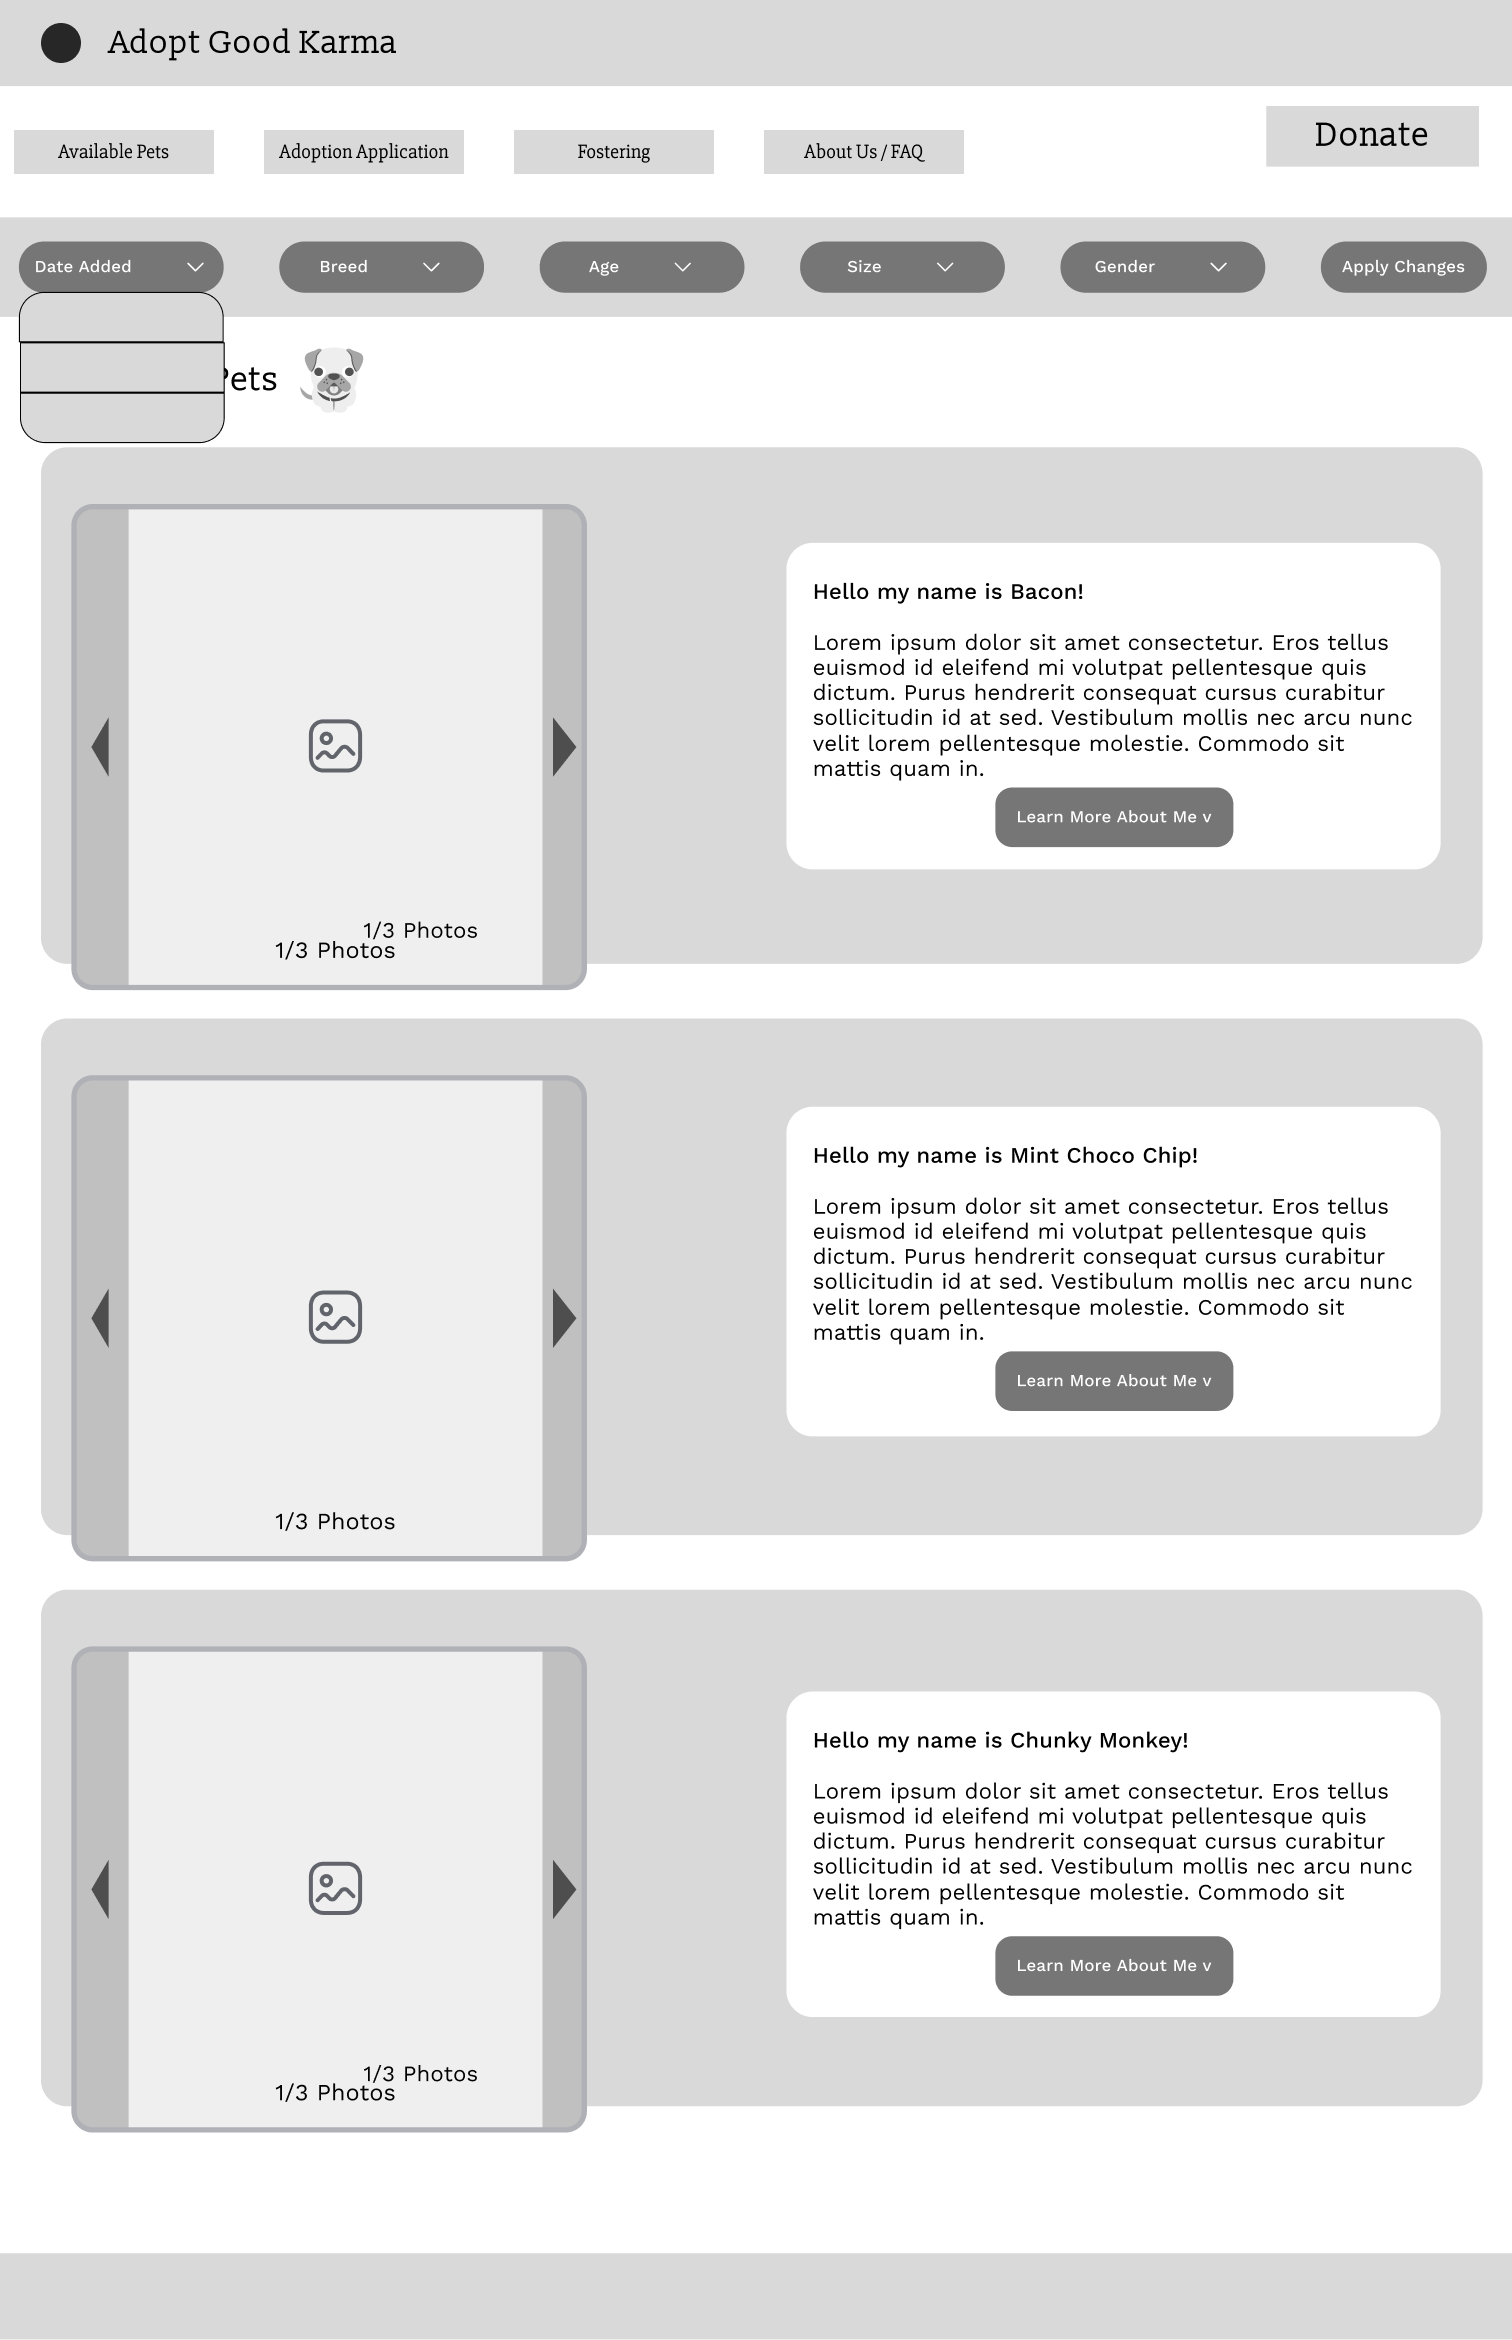 Adopt Good Karma
Available Pets
Adoption Application
Fostering
About Us / FAQ
Donate
Date Added
Breed
Age
Size
Gender
Apply Changes
Pets
Hello my name is Bacon!
Lorem ipsum dolor sit amet consectetur. Eros tellus
euismod id eleifend mi volutpat pellentesque quis
dictum. Purus hendrerit consequat cursus curabitur
sollicitudin id at sed. Vestibulum mollis nec arcu nunc
velit lorem pellentesque molestie. Commodo sit
mattis quam in.
Learn More About Me v
1/3 Photos
1/3 Photos
Hello my name is Mint Choco Chip!
Lorem ipsum dolor sit amet consectetur. Eros tellus
euismod id eleifend mi volutpat pellentesque quis
dictum. Purus hendrerit consequat cursus curabitur
sollicitudin id at sed. Vestibulum mollis nec arcu nunc
velit lorem pellentesque molestie. Commodo sit
mattis quam in.
Learn More About Me v
1/3 Photos
Hello my name is Chunky Monkey!
Lorem ipsum dolor sit amet consectetur. Eros tellus
euismod id eleifend mi volutpat pellentesque quis
dictum. Purus hendrerit consequat cursus curabitur
sollicitudin id at sed. Vestibulum mollis nec arcu nunc
velit lorem pellentesque molestie. Commodo sit
mattis quam in.
Learn More About Me v
1/3 Photos
1/3 Photos